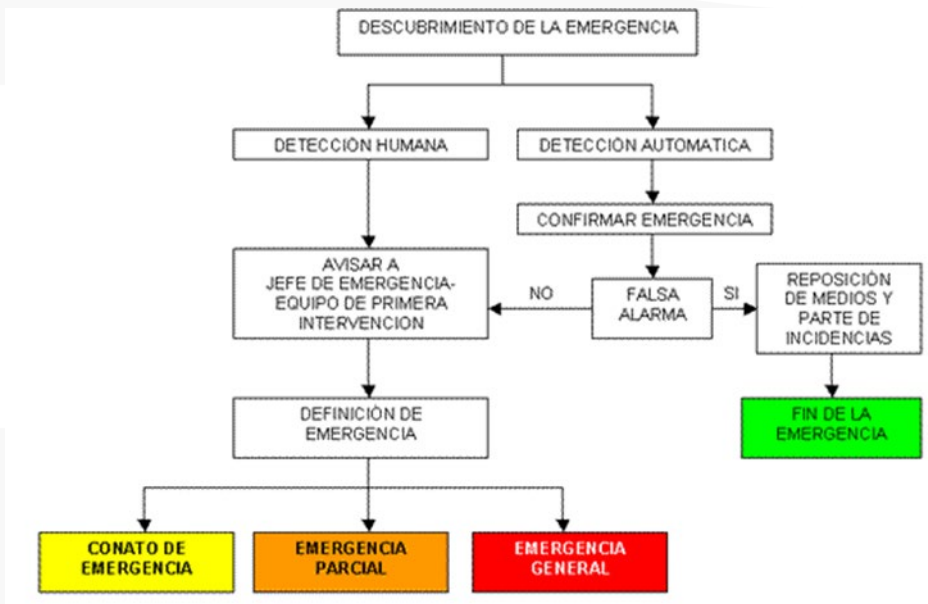 DESCUBRIMIENTO DE LA EMERGENCIA
DETECCIÓN HUMANA
DETECCIÓN AUTOMATICA
CONFIRMAR EMERGENCIA
AVISAR A
JEFE DE EMERGENCIA-
EQUIPO DE PRIMERA
INTERVENCION
NO
FALSA
ALARMA
SI
REPOSICIÓN
DE MEDIOS Y
PARTE DE
INCIDENCIAS
DEFINICIÓN DE
EMERGENCIA
FIN DE LA
EMERGENCIA
CONATO DE
EMERGENCIA
EMERGENCIA
PARCIAL
EMERGENCIA
GENERAL